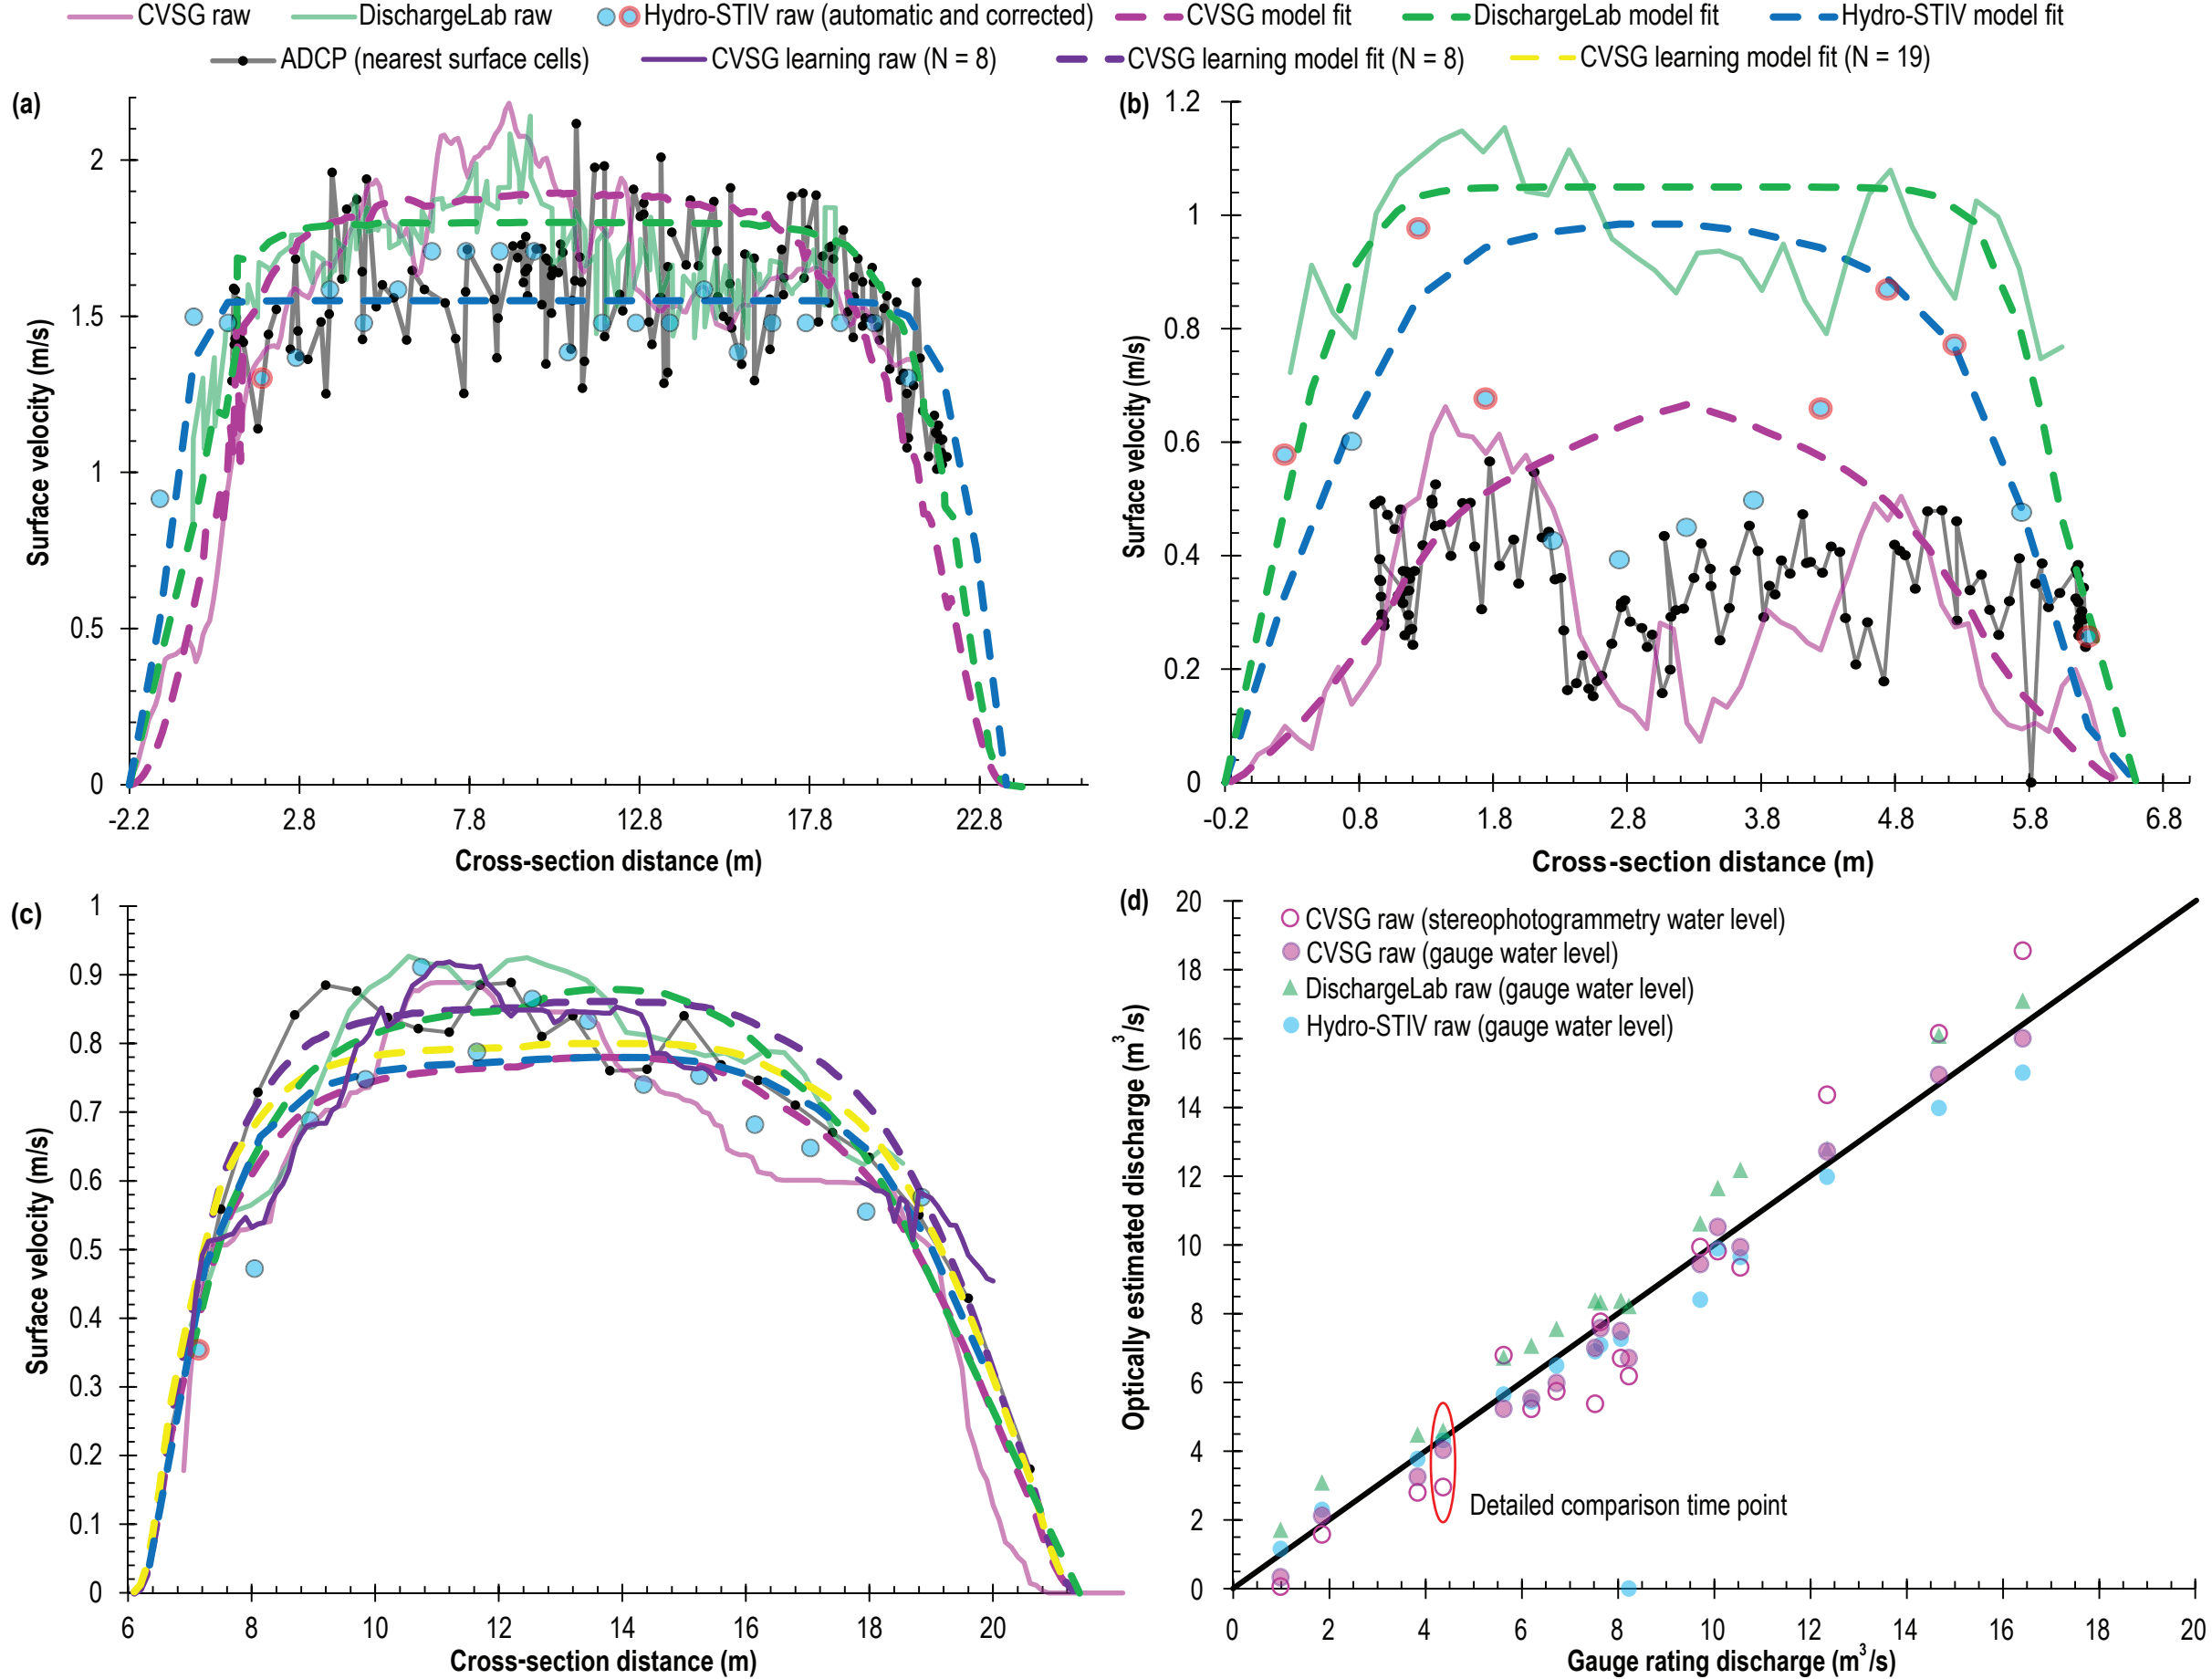 CVSG raw DischargeLab raw Hydro-STIV raw (automatic and corrected) CVSG model fit DischargeLab model fit Hydro-STIV model fit
ADCP (nearest surface cells) CVSG learning raw (N = 8) CVSG learning model fit (N = 8) CVSG learning model fit (N = 19)
(a)
Surface velocity (m/s)
2
1.5
1
0.5
0
-2.2 2.8 7.8 12.8 17.8 22.8
Cross-section distance (m)
(b)
Surface velocity (m/s)
1.2
1
0.8
0.6
0.4
0.2
0
-0.2 0.8 1.8 2.8 3.8 4.8 5.8 6.8
Cross-section distance (m)
(c)
Surface velocity (m/s)
1
0.9
0.8
0.7
0.6
0.5
0.4
0.3
0.2
0.1
0
6 8 10 12 14 16 18 20
Cross-section distance (m)
(d)
Optically estimated discharge (m³/s)
20
18
16
14
12
10
8
6
4
2
0
CVSG raw (stereophotogrammetry water level)
CVSG raw (gauge water level)
DischargeLab raw (gauge water level)
Hydro-STIV raw (gauge water level)
Detailed comparison time point
0 2 4 6 8 10 12 14 16 18 20
Gauge rating discharge (m³/s)